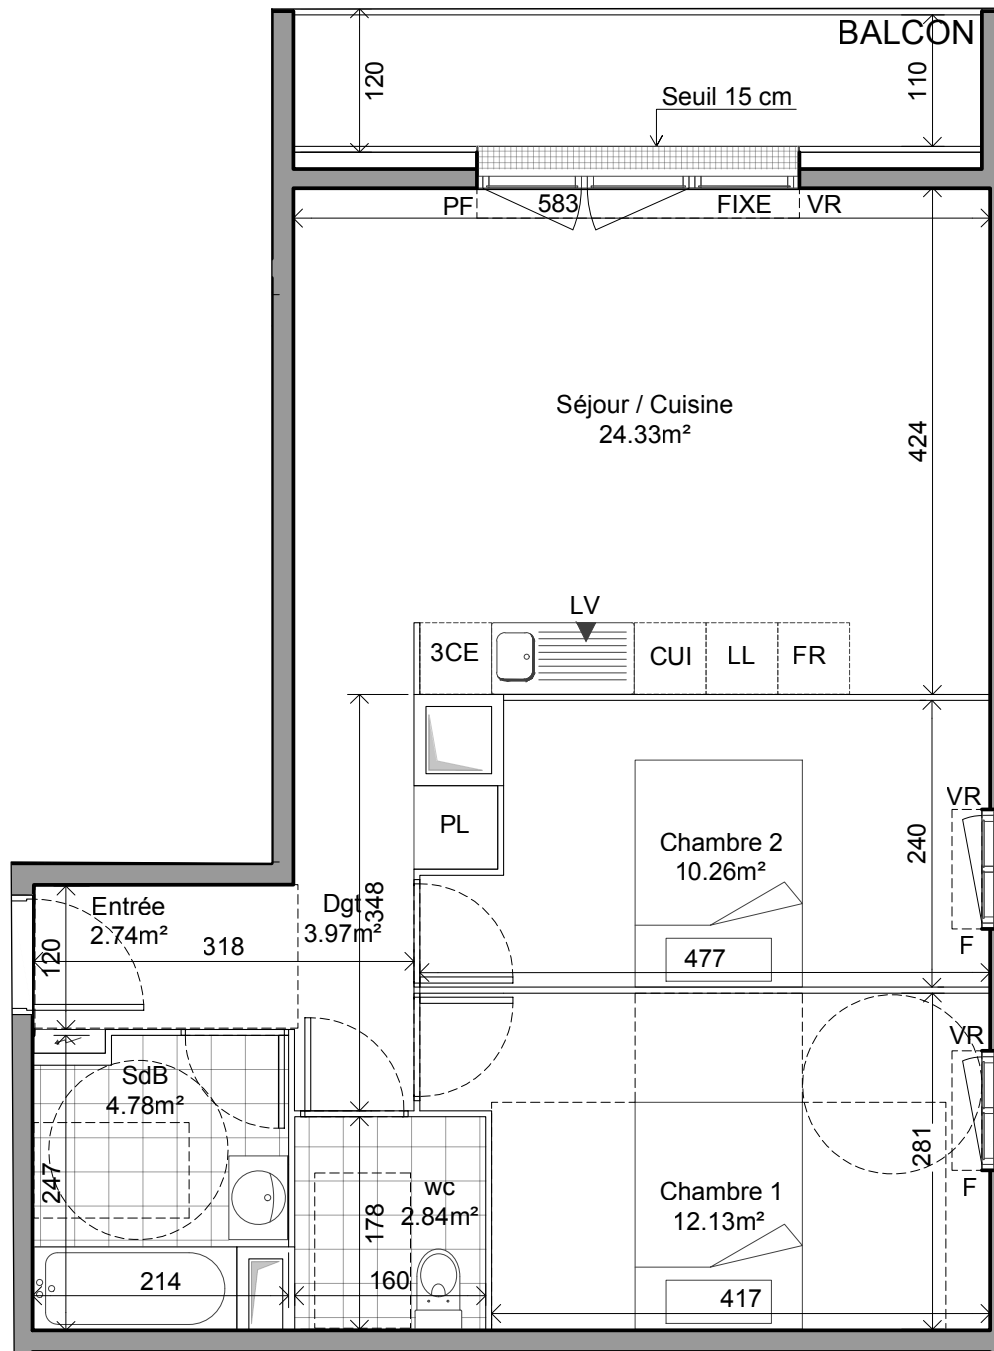 BALCON
120
110
Seuil 15 cm
PF
583
FIXE
VR
Séjour / Cuisine
24.33m²
424
LV
3CE
CUI
LL
FR
PL
VR
Chambre 2
10.26m²
240
F
Entrée
2.74m²
Dgt
3.97m²
348
120
318
477
VR
SdB
4.78m²
281
247
wc
2.84m²
178
Chambre 1
12.13m²
F
214
160
417